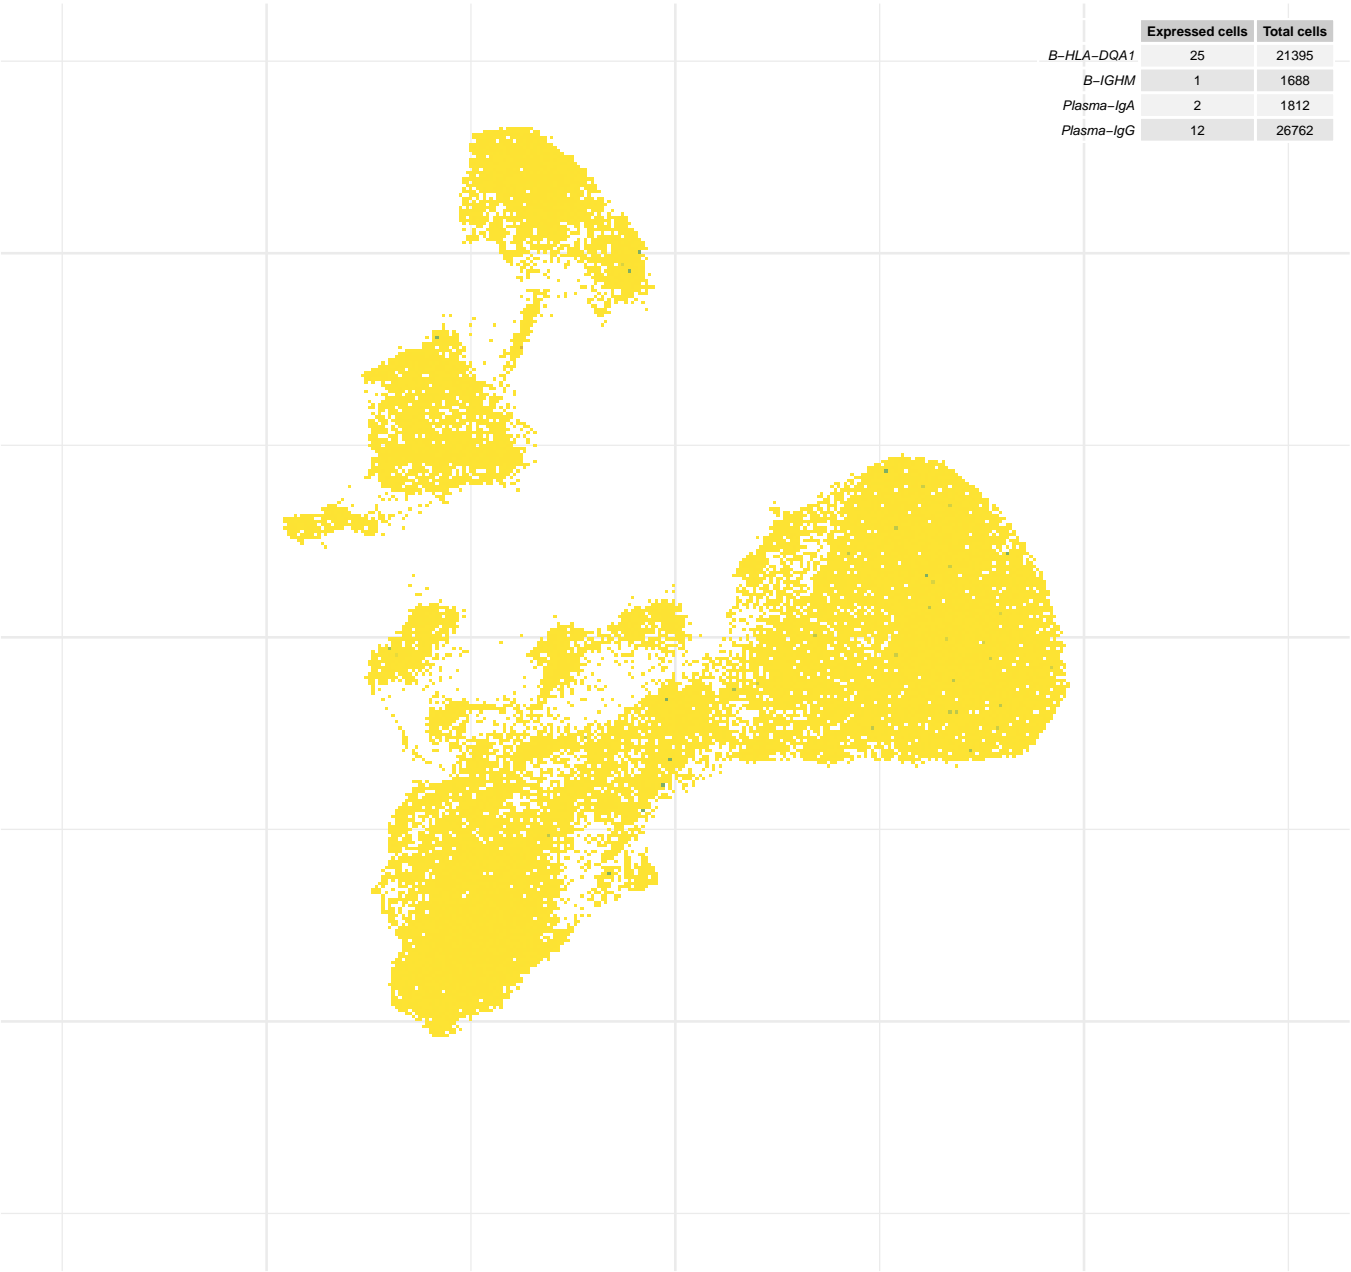 Expressed cells Total cells
B−HLA−DQA1 25 21395
B−IGHM 1 1688
Plasma−IgA 2 1812
Plasma−IgG 12 26762